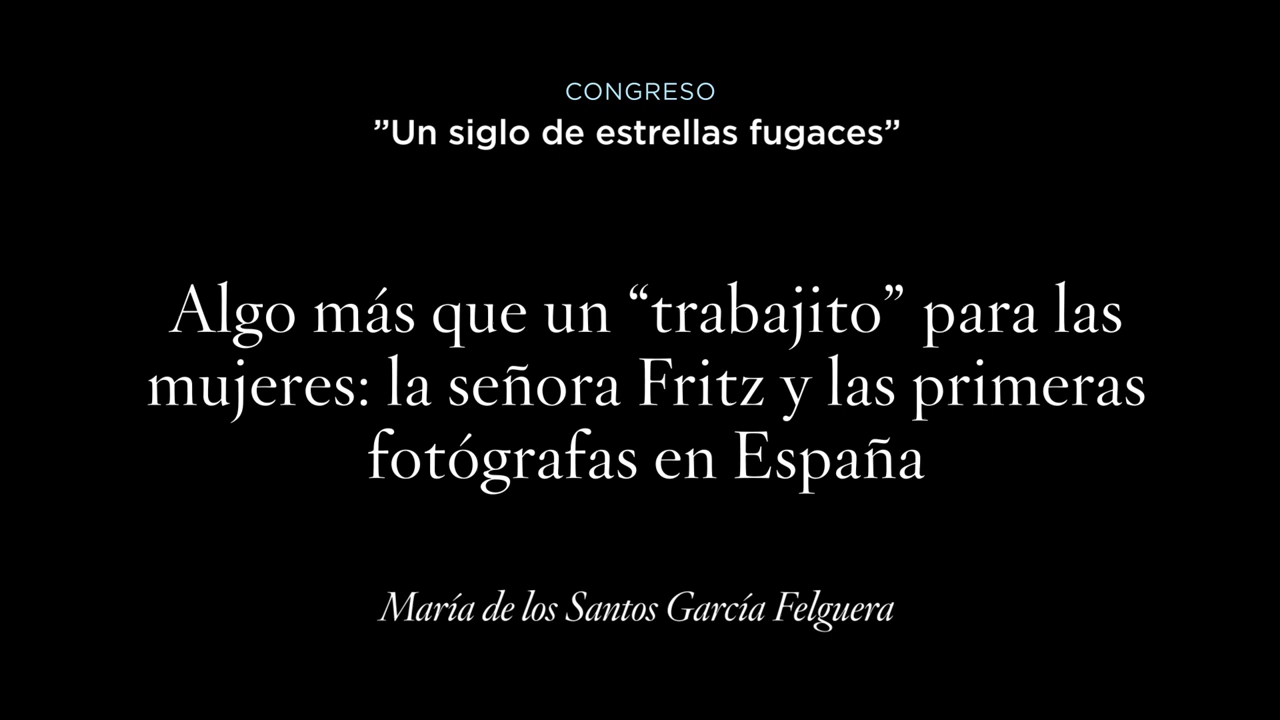 CONGRESO
”Un siglo de estrellas fugaces”
Algo más que un “trabajito” para las
mujeres: la señora Fritz y las primeras
fotógrafas en España
María de los Santos García Felguera